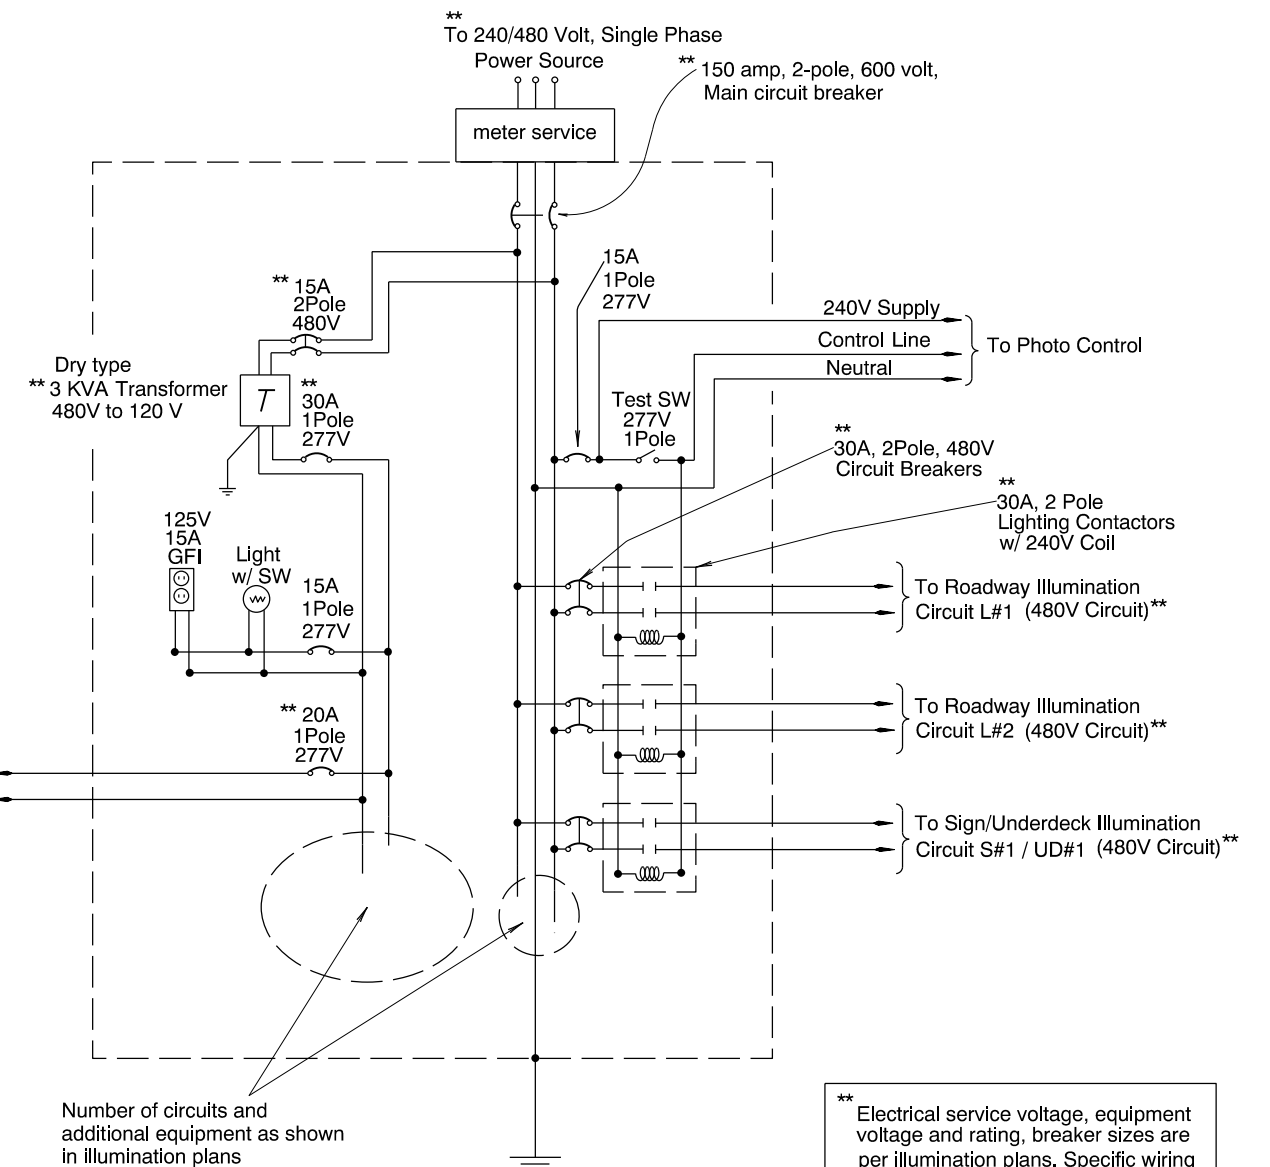 **
To 240/480 Volt, Single Phase
Power Source
** 150 amp, 2-pole, 600 volt,
Main circuit breaker
meter service
** 15A
2Pole
480V
15A
1Pole
277V
240V Supply
Control Line
Neutral
To Photo Control
Dry type
** 3 KVA Transformer
480V to 120 V
T
**
30A
1Pole
277V
Test SW
277V
1Pole
**
30A, 2Pole, 480V
Circuit Breakers
**
30A, 2 Pole
Lighting Contactors
w/ 240V Coil
125V
15A
GFI
Light
w/ SW
15A
1Pole
277V
To Roadway Illumination
Circuit L#1 (480V Circuit)**
** 20A
1Pole
277V
To Roadway Illumination
Circuit L#2 (480V Circuit)**
To Sign/Underdeck Illumination
Circuit S#1 / UD#1 (480V Circuit)**
Number of circuits and
additional equipment as shown
in illumination plans
**
Electrical service voltage, equipment
voltage and rating, breaker sizes are
per illumination plans. Specific wiring